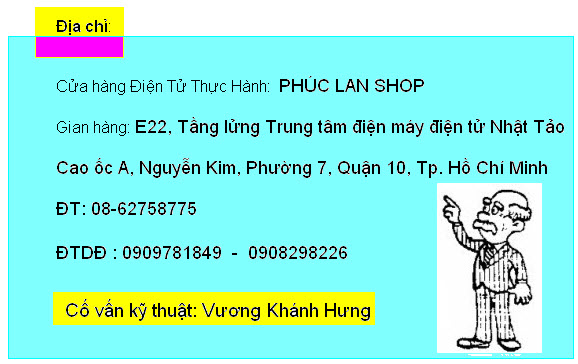 Địa chỉ:
Cửa hàng Điện Tử Thực Hành: PHÚC LAN SHOP
Gian hàng: E22, Tầng lửng Trung tâm điện máy điện tử Nhật Tảo
Cao ốc A, Nguyễn Kim, Phường 7, Quận 10, Tp. Hồ Chí Minh
ĐT: 08-62758775
ĐTDĐ : 0909781849 - 0908298226
Cố vấn kỹ thuật: Vương Khánh Hưng